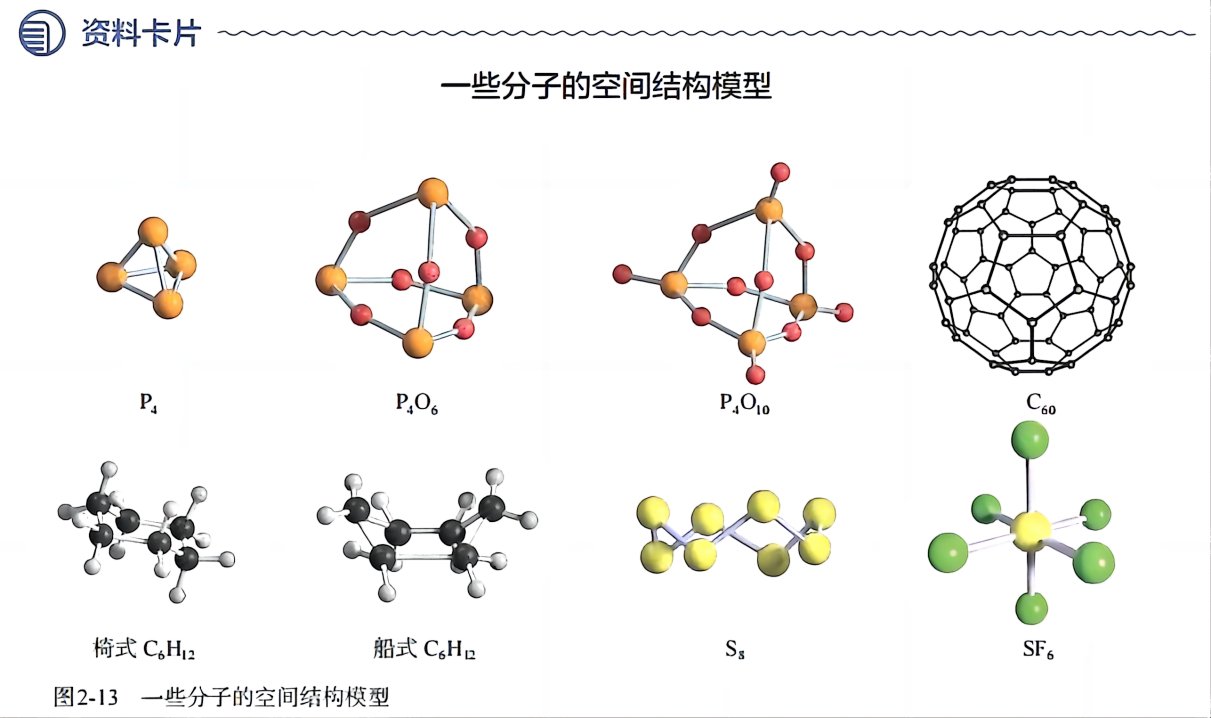 资料卡片
一些分子的空间结构模型
P₄ P₄O₆ P₄O₁₀ C₆₀
椅式 C₆H₁₂ 船式 C₆H₁₂ S₈ SF₆
图2-13 一些分子的空间结构模型